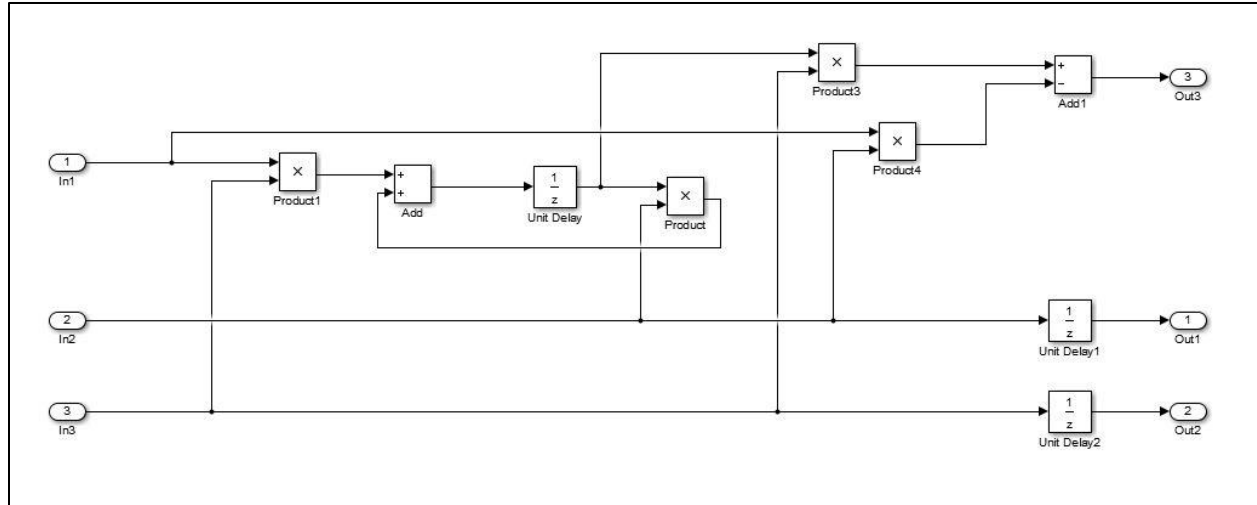 ×
Product3
+
−
Add1
3
Out3
1
In1
×
Product1
+
+
Add
1
z
Unit Delay
×
Product
×
Product4
2
In2
1
z
Unit Delay1
1
Out1
3
In3
1
z
Unit Delay2
2
Out2